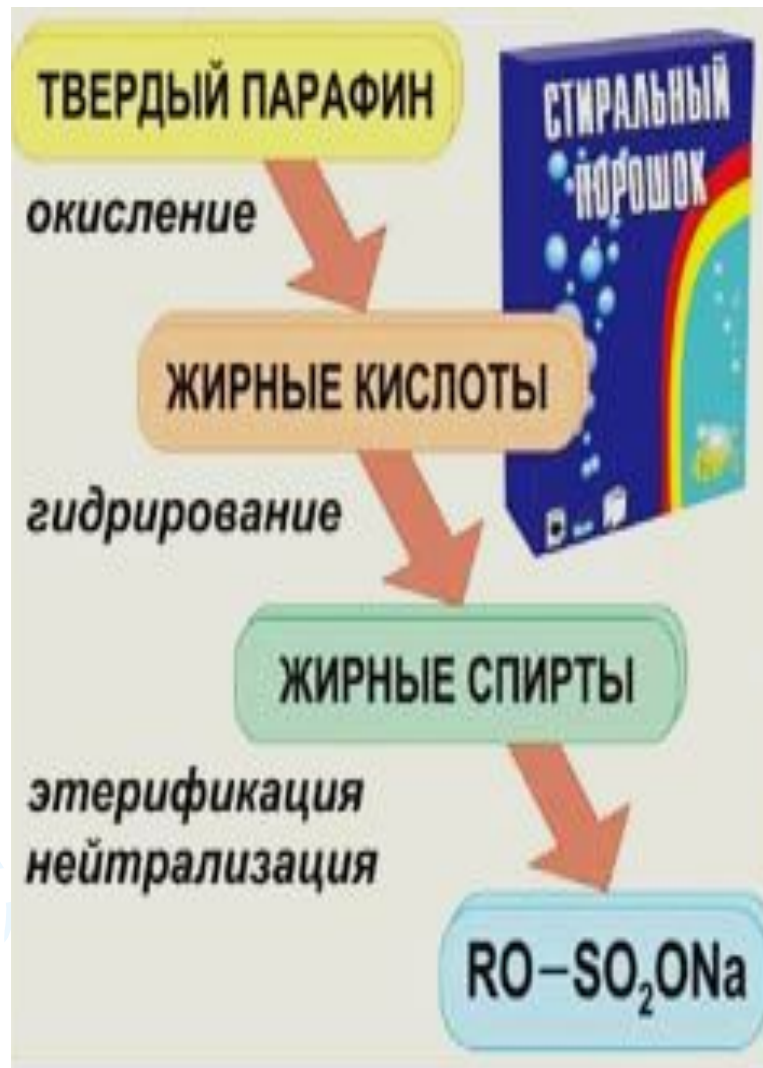 ТВЕРДЫЙ ПАРАФИН
СТИРАЛЬНЫЙ
ПОРОШОК
окисление
ЖИРНЫЕ КИСЛОТЫ
гидрирование
ЖИРНЫЕ СПИРТЫ
этерификация
нейтрализация
RO–SO₂ONa